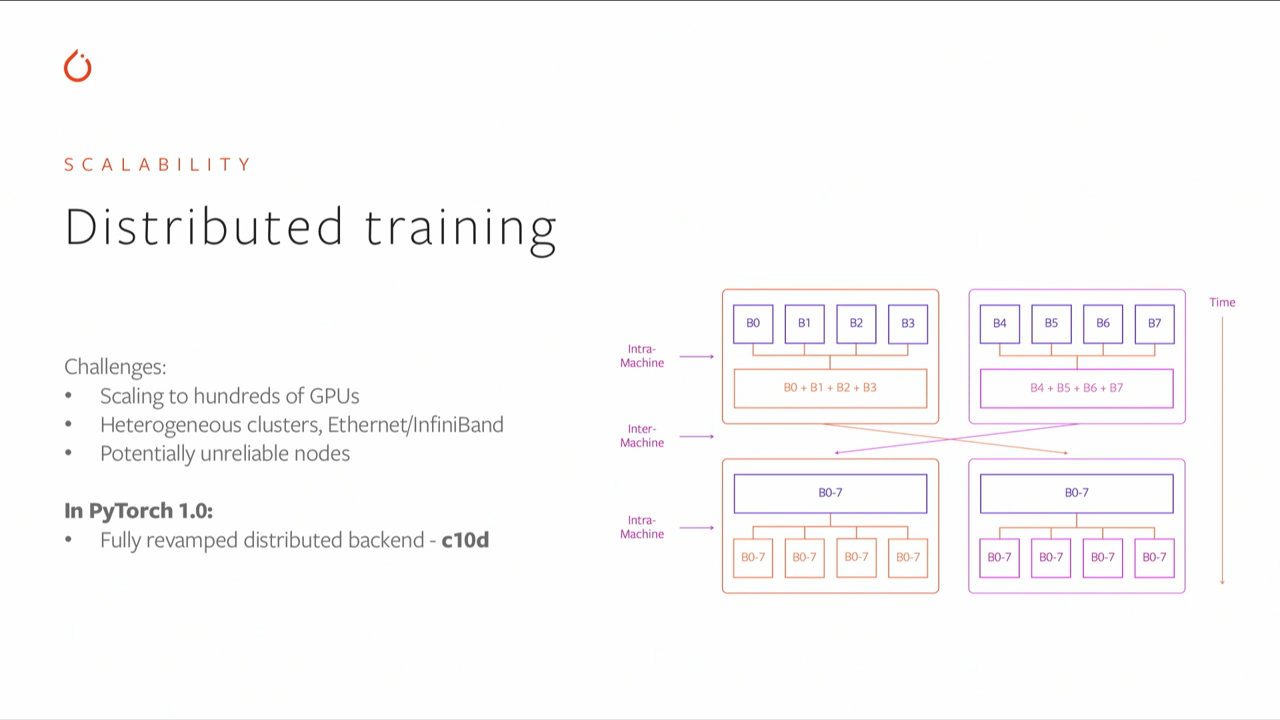 SCALABILITY
Distributed training
Challenges:
• Scaling to hundreds of GPUs
• Heterogeneous clusters, Ethernet/InfiniBand
• Potentially unreliable nodes
In PyTorch 1.0:
• Fully revamped distributed backend - c10d
Time
B0 B1 B2 B3 B4 B5 B6 B7
Intra-
Machine
B0 + B1 + B2 + B3 B4 + B5 + B6 + B7
Inter-
Machine
B0-7 B0-7
Intra-
Machine
B0-7 B0-7 B0-7 B0-7 B0-7 B0-7 B0-7 B0-7